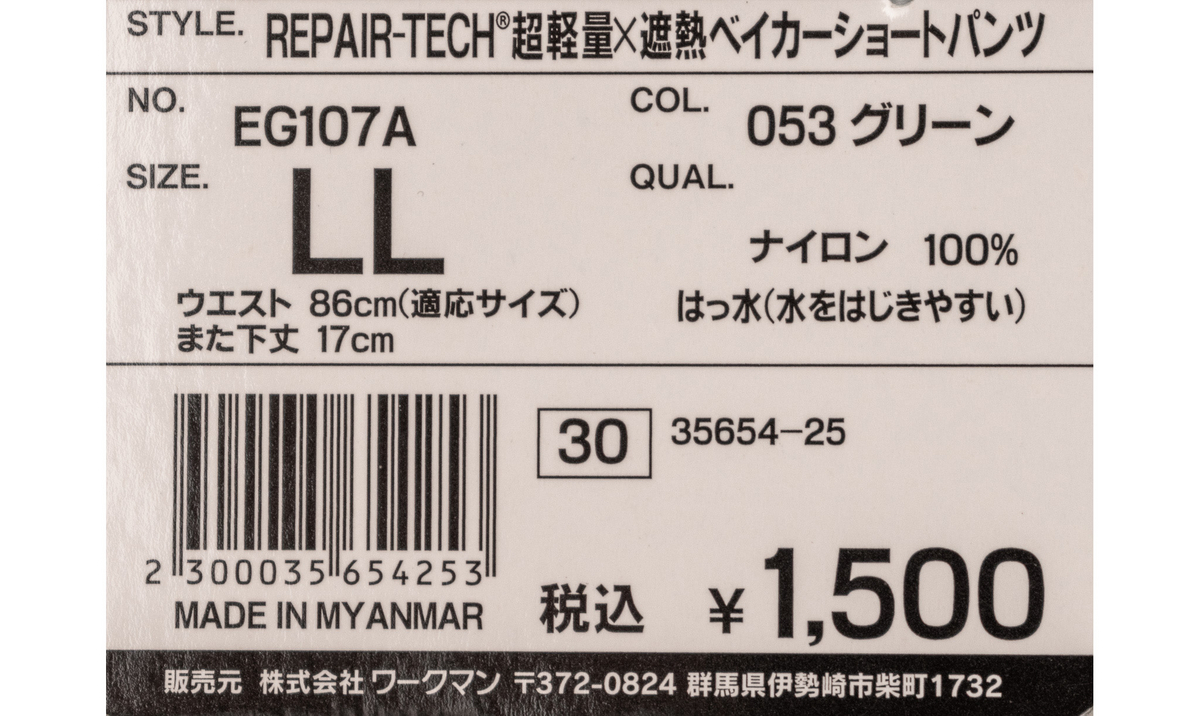 STYLE. REPAIR-TECH®超軽量×遮熱ベイカーショートパンツ
NO. EG107A COL. 053 グリーン
SIZE. LL QUAL.
ナイロン 100%
ウエスト 86cm(適応サイズ) はっ水(水をはじきやすい)
また下丈 17cm
30 35654-25
2 300035 654253
MADE IN MYANMAR 税込 ¥1,500
販売元 株式会社 ワークマン 〒372-0824 群馬県伊勢崎市柴町1732